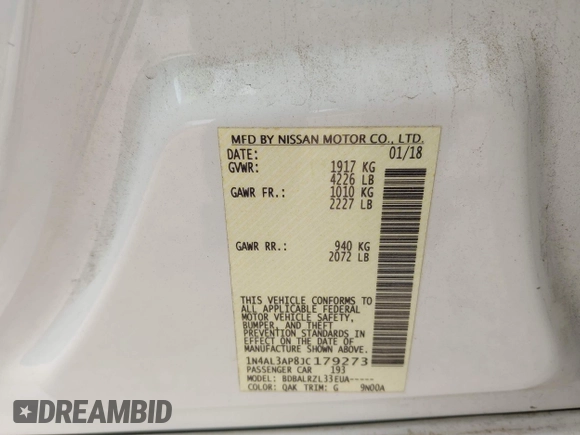 MFD BY NISSAN MOTOR CO., LTD.
DATE: 01/18
GVWR: 1917 KG
4226 LB
GAWR FR.: 1010 KG
2227 LB
GAWR RR.: 940 KG
2072 LB
THIS VEHICLE CONFORMS TO
ALL APPLICABLE FEDERAL
MOTOR VEHICLE SAFETY,
BUMPER, AND THEFT
PREVENTION STANDARDS IN
EFFECT ON THE DATE OF
MANUFACTURE SHOWN ABOVE.
1N4AL3AP8JC179273
PASSENGER CAR 193
MODEL: BDBALRZL33EUA-----
COLOR: QAK TRIM: G 9N00A
AUTOBIDMASTER